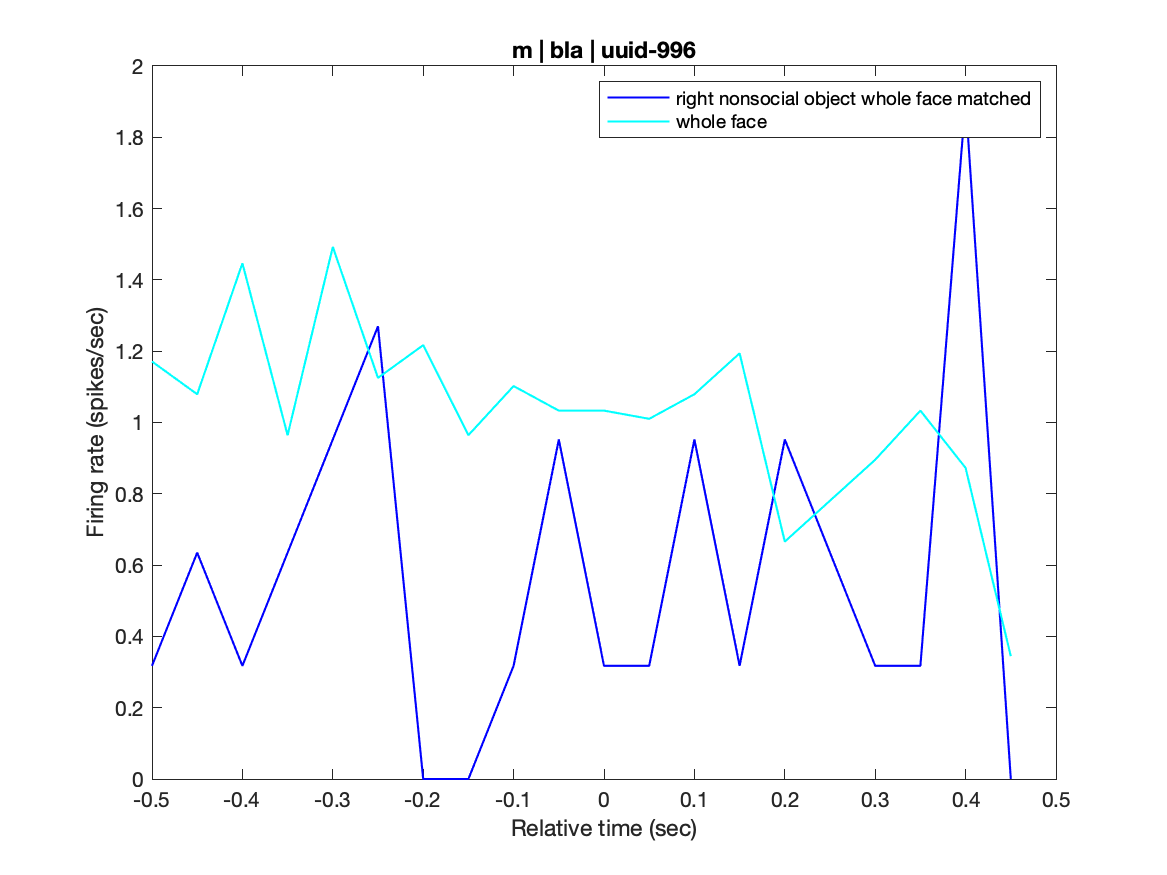 m | bla | uuid-996
right nonsocial object whole face matched
whole face
Firing rate (spikes/sec)
2
1.8
1.6
1.4
1.2
1
0.8
0.6
0.4
0.2
0
-0.5 -0.4 -0.3 -0.2 -0.1 0 0.1 0.2 0.3 0.4 0.5
Relative time (sec)